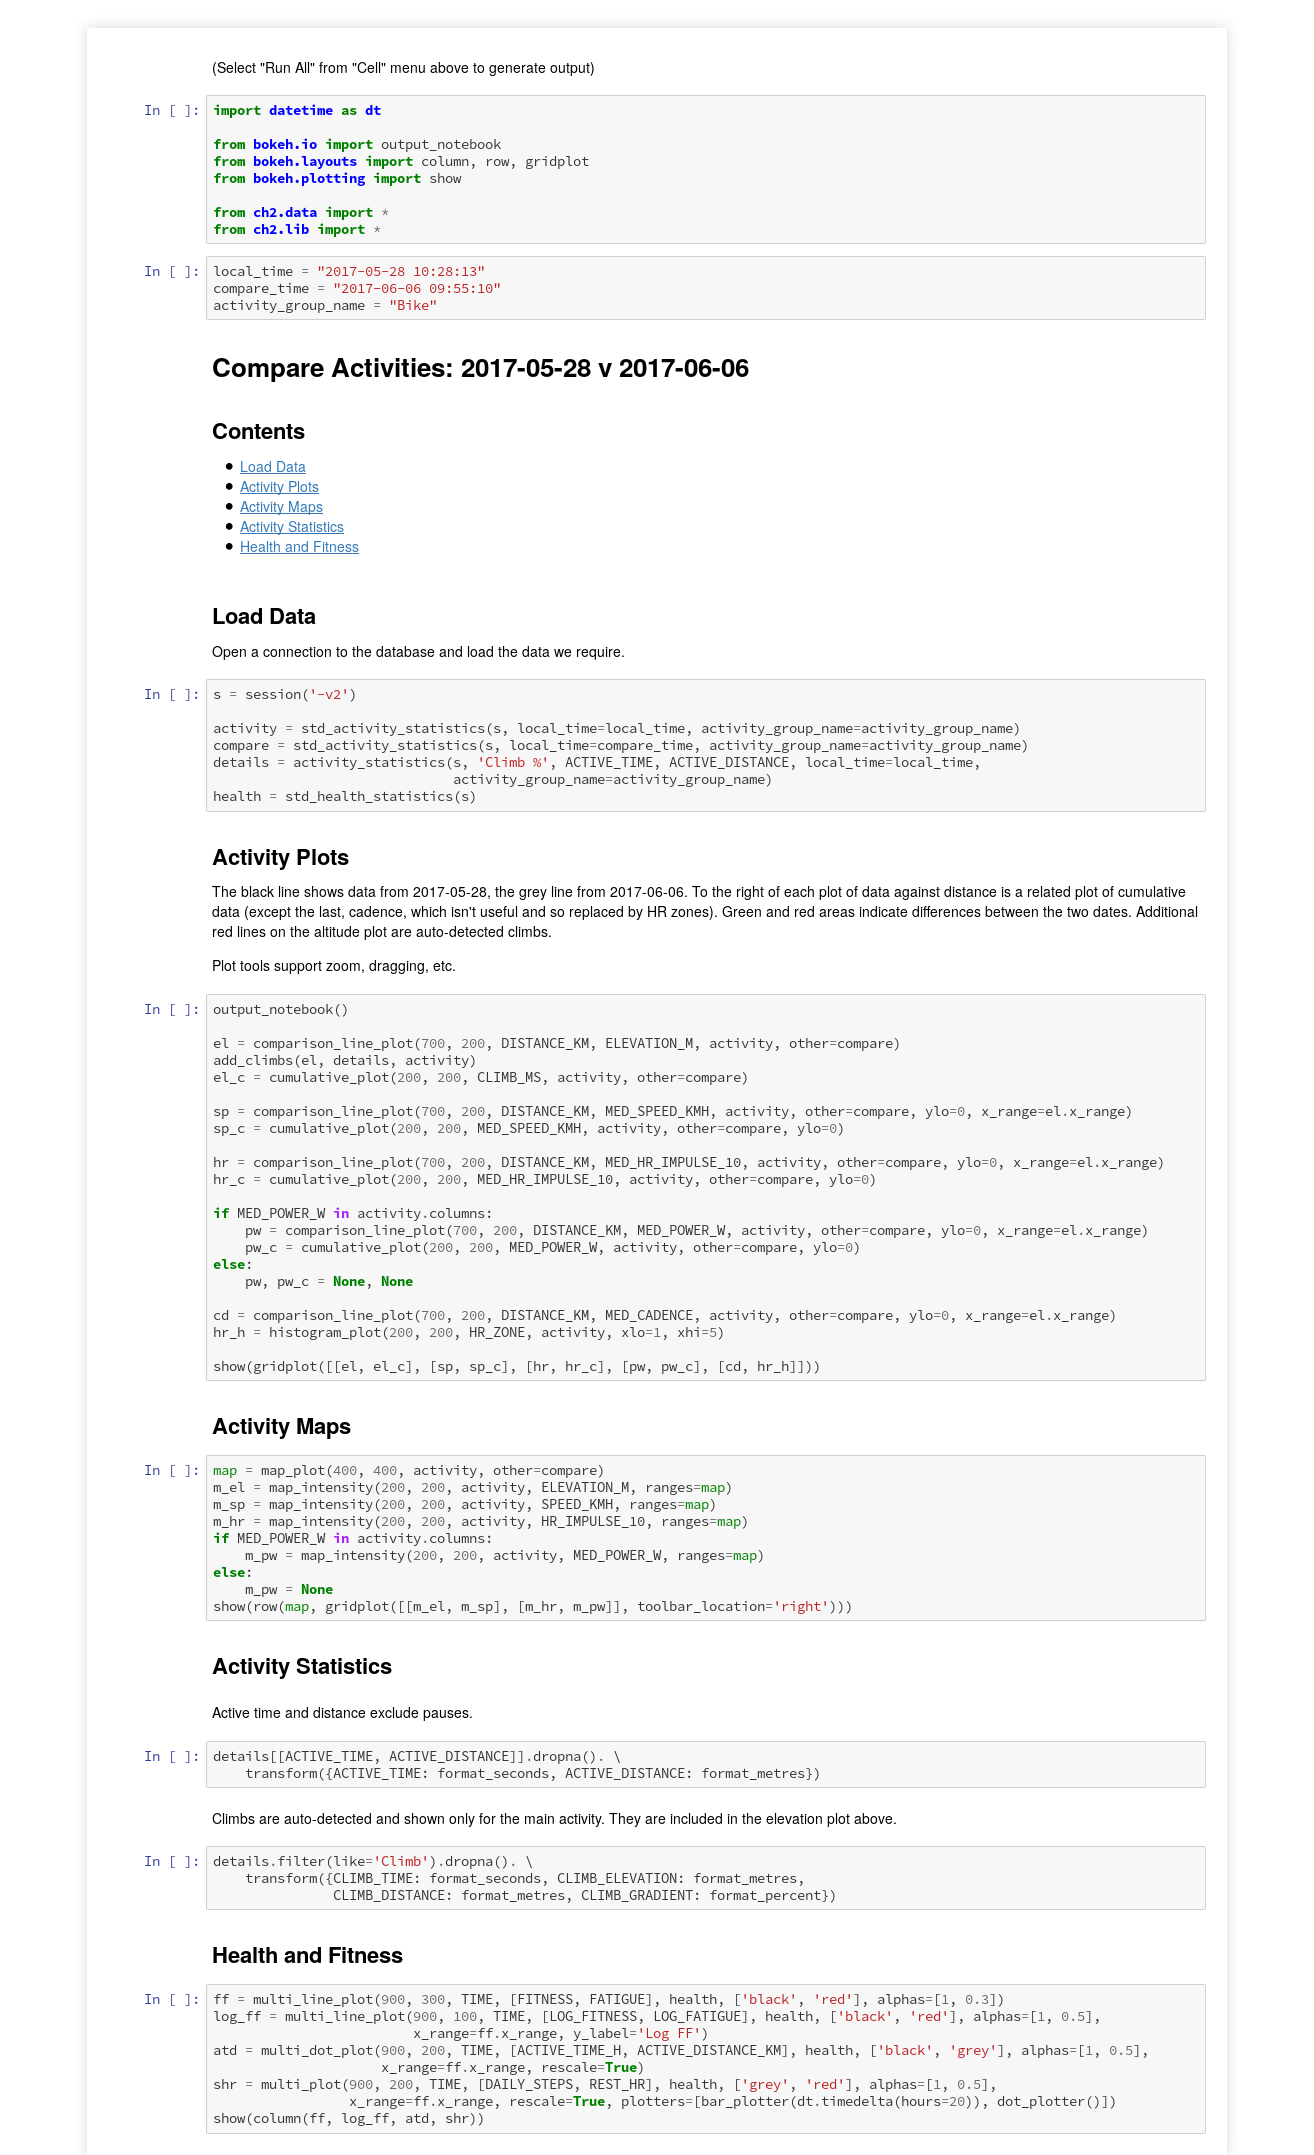 (Select "Run All" from "Cell" menu above to generate output)
In [ ]: import datetime as dt
from bokeh.io import output_notebook
from bokeh.layouts import column, row, gridplot
from bokeh.plotting import show
from ch2.data import *
from ch2.lib import *
In [ ]: local_time = "2017-05-28 10:28:13"
compare_time = "2017-06-06 09:55:10"
activity_group_name = "Bike"
Compare Activities: 2017-05-28 v 2017-06-06
Contents
• Load Data
• Activity Plots
• Activity Maps
• Activity Statistics
• Health and Fitness
Load Data
Open a connection to the database and load the data we require.
In [ ]: s = session('-v2')
activity = std_activity_statistics(s, local_time=local_time, activity_group_name=activity_group_name)
compare = std_activity_statistics(s, local_time=compare_time, activity_group_name=activity_group_name)
details = activity_statistics(s, 'Climb %', ACTIVE_TIME, ACTIVE_DISTANCE, local_time=local_time,
                              activity_group_name=activity_group_name)
health = std_health_statistics(s)
Activity Plots
The black line shows data from 2017-05-28, the grey line from 2017-06-06. To the right of each plot of data against distance is a related plot of cumulative
data (except the last, cadence, which isn't useful and so replaced by HR zones). Green and red areas indicate differences between the two dates. Additional
red lines on the altitude plot are auto-detected climbs.
Plot tools support zoom, dragging, etc.
In [ ]: output_notebook()
el = comparison_line_plot(700, 200, DISTANCE_KM, ELEVATION_M, activity, other=compare)
add_climbs(el, details, activity)
el_c = cumulative_plot(200, 200, CLIMB_MS, activity, other=compare)
sp = comparison_line_plot(700, 200, DISTANCE_KM, MED_SPEED_KMH, activity, other=compare, ylo=0, x_range=el.x_range)
sp_c = cumulative_plot(200, 200, MED_SPEED_KMH, activity, other=compare, ylo=0)
hr = comparison_line_plot(700, 200, DISTANCE_KM, MED_HR_IMPULSE_10, activity, other=compare, ylo=0, x_range=el.x_range)
hr_c = cumulative_plot(200, 200, MED_HR_IMPULSE_10, activity, other=compare, ylo=0)
if MED_POWER_W in activity.columns:
    pw = comparison_line_plot(700, 200, DISTANCE_KM, MED_POWER_W, activity, other=compare, ylo=0, x_range=el.x_range)
    pw_c = cumulative_plot(200, 200, MED_POWER_W, activity, other=compare, ylo=0)
else:
    pw, pw_c = None, None
cd = comparison_line_plot(700, 200, DISTANCE_KM, MED_CADENCE, activity, other=compare, ylo=0, x_range=el.x_range)
hr_h = histogram_plot(200, 200, HR_ZONE, activity, xlo=1, xhi=5)
show(gridplot([[el, el_c], [sp, sp_c], [hr, hr_c], [pw, pw_c], [cd, hr_h]]))
Activity Maps
In [ ]: map = map_plot(400, 400, activity, other=compare)
m_el = map_intensity(200, 200, activity, ELEVATION_M, ranges=map)
m_sp = map_intensity(200, 200, activity, SPEED_KMH, ranges=map)
m_hr = map_intensity(200, 200, activity, HR_IMPULSE_10, ranges=map)
if MED_POWER_W in activity.columns:
    m_pw = map_intensity(200, 200, activity, MED_POWER_W, ranges=map)
else:
    m_pw = None
show(row(map, gridplot([[m_el, m_sp], [m_hr, m_pw]], toolbar_location='right')))
Activity Statistics
Active time and distance exclude pauses.
In [ ]: details[[ACTIVE_TIME, ACTIVE_DISTANCE]].dropna(). \
    transform({ACTIVE_TIME: format_seconds, ACTIVE_DISTANCE: format_metres})
Climbs are auto-detected and shown only for the main activity. They are included in the elevation plot above.
In [ ]: details.filter(like='Climb').dropna(). \
    transform({CLIMB_TIME: format_seconds, CLIMB_ELEVATION: format_metres,
               CLIMB_DISTANCE: format_metres, CLIMB_GRADIENT: format_percent})
Health and Fitness
In [ ]: ff = multi_line_plot(900, 300, TIME, [FITNESS, FATIGUE], health, ['black', 'red'], alphas=[1, 0.3])
log_ff = multi_line_plot(900, 100, TIME, [LOG_FITNESS, LOG_FATIGUE], health, ['black', 'red'], alphas=[1, 0.5],
                         x_range=ff.x_range, y_label='Log FF')
atd = multi_dot_plot(900, 200, TIME, [ACTIVE_TIME_H, ACTIVE_DISTANCE_KM], health, ['black', 'grey'], alphas=[1, 0.5],
                     x_range=ff.x_range, rescale=True)
shr = multi_plot(900, 200, TIME, [DAILY_STEPS, REST_HR], health, ['grey', 'red'], alphas=[1, 0.5],
                 x_range=ff.x_range, rescale=True, plotters=[bar_plotter(dt.timedelta(hours=20)), dot_plotter()])
show(column(ff, log_ff, atd, shr))